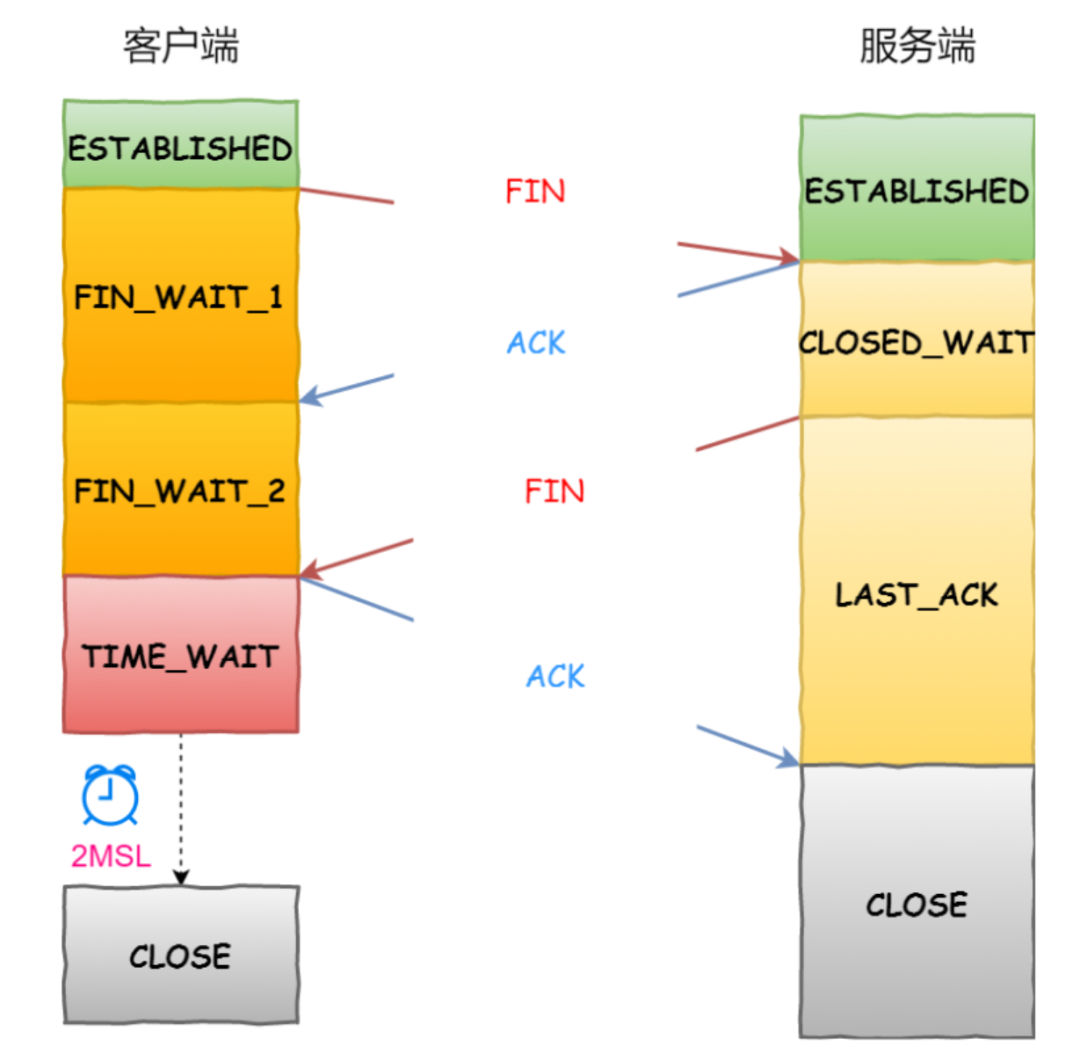 客户端
服务端
ESTABLISHED
FIN
ESTABLISHED
FIN_WAIT_1
ACK
CLOSED_WAIT
FIN_WAIT_2
FIN
LAST_ACK
TIME_WAIT
ACK
2MSL
CLOSE
CLOSE